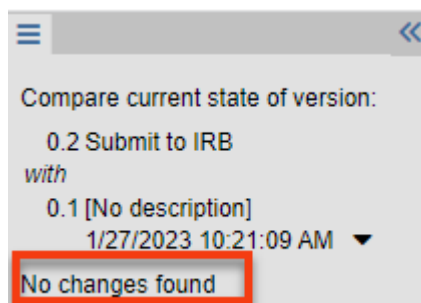 Compare current state of version:
0.2 Submit to IRB
with
0.1 [No description]
1/27/2023 10:21:09 AM
No changes found